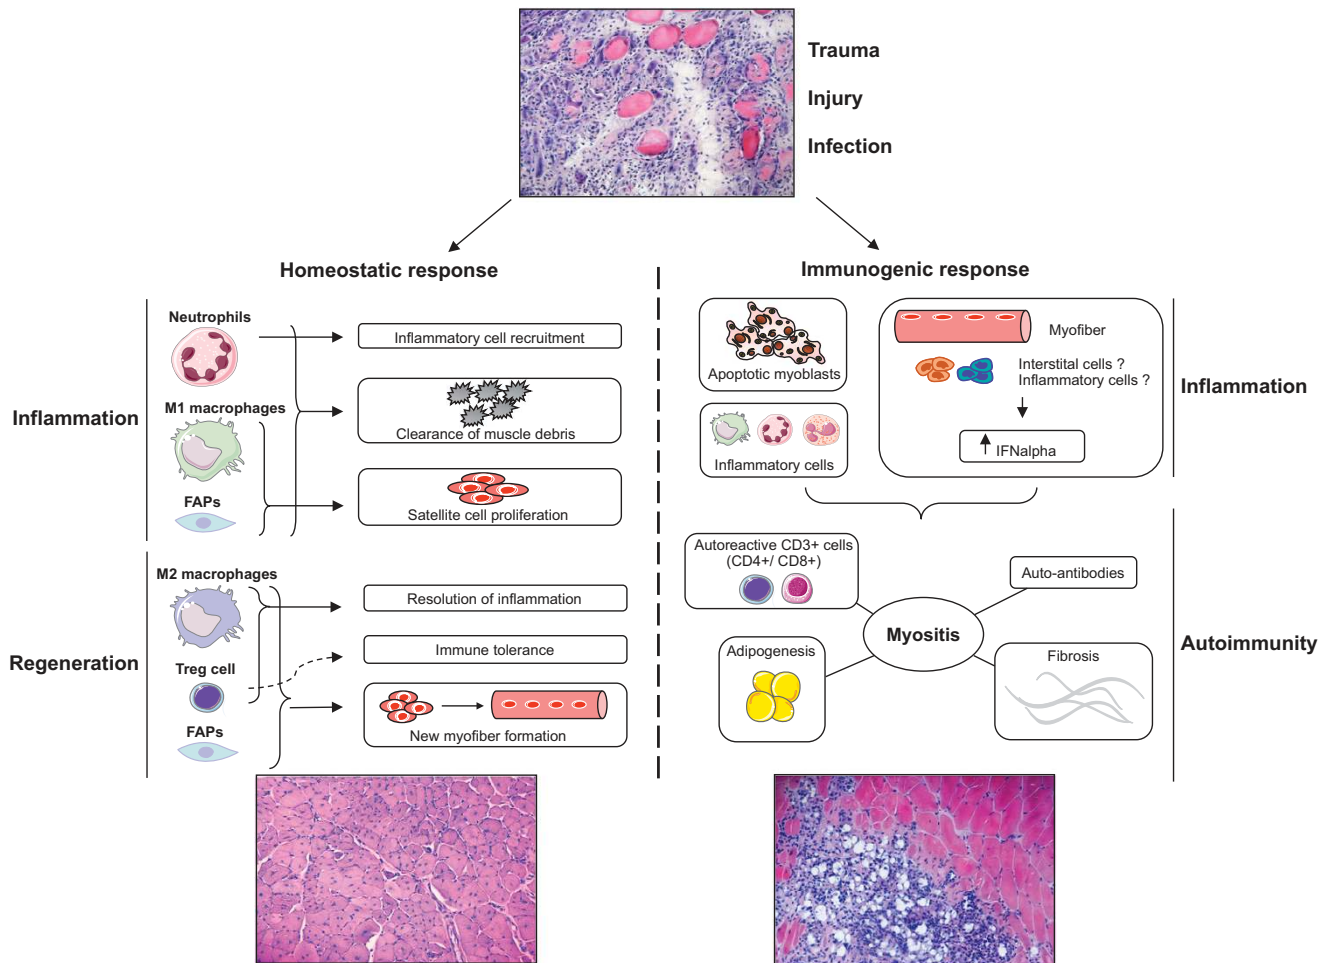 Trauma
Injury
Infection
Homeostatic response
Immunogenic response
Inflammation
Neutrophils
M1 macrophages
FAPs
Inflammatory cell recruitment
Clearance of muscle debris
Satellite cell proliferation
Regeneration
M2 macrophages
Treg cell
FAPs
Resolution of inflammation
Immune tolerance
New myofiber formation
Apoptotic myoblasts
Inflammatory cells
Myofiber
Interstital cells ?
Inflammatory cells ?
IFNalpha
Inflammation
Autoreactive CD3+ cells
(CD4+/ CD8+)
Auto-antibodies
Myositis
Adipogenesis
Fibrosis
Autoimmunity